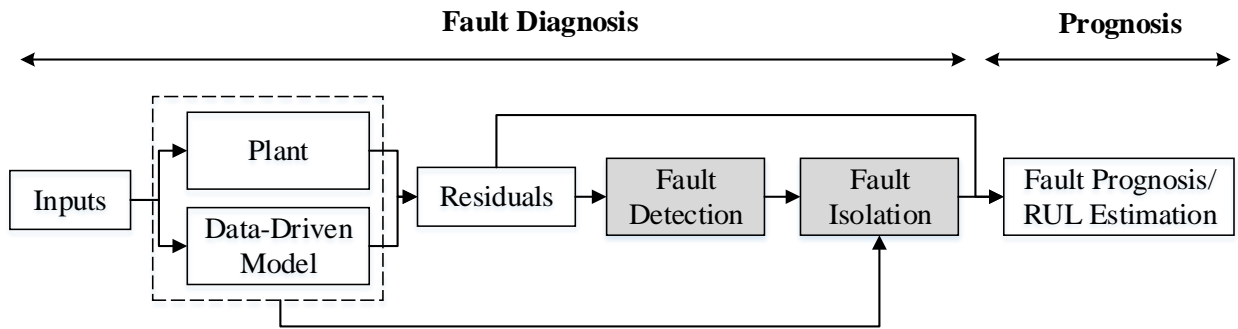 Fault Diagnosis
Prognosis
Inputs
Plant
Data-Driven
Model
Residuals
Fault
Detection
Fault
Isolation
Fault Prognosis/
RUL Estimation